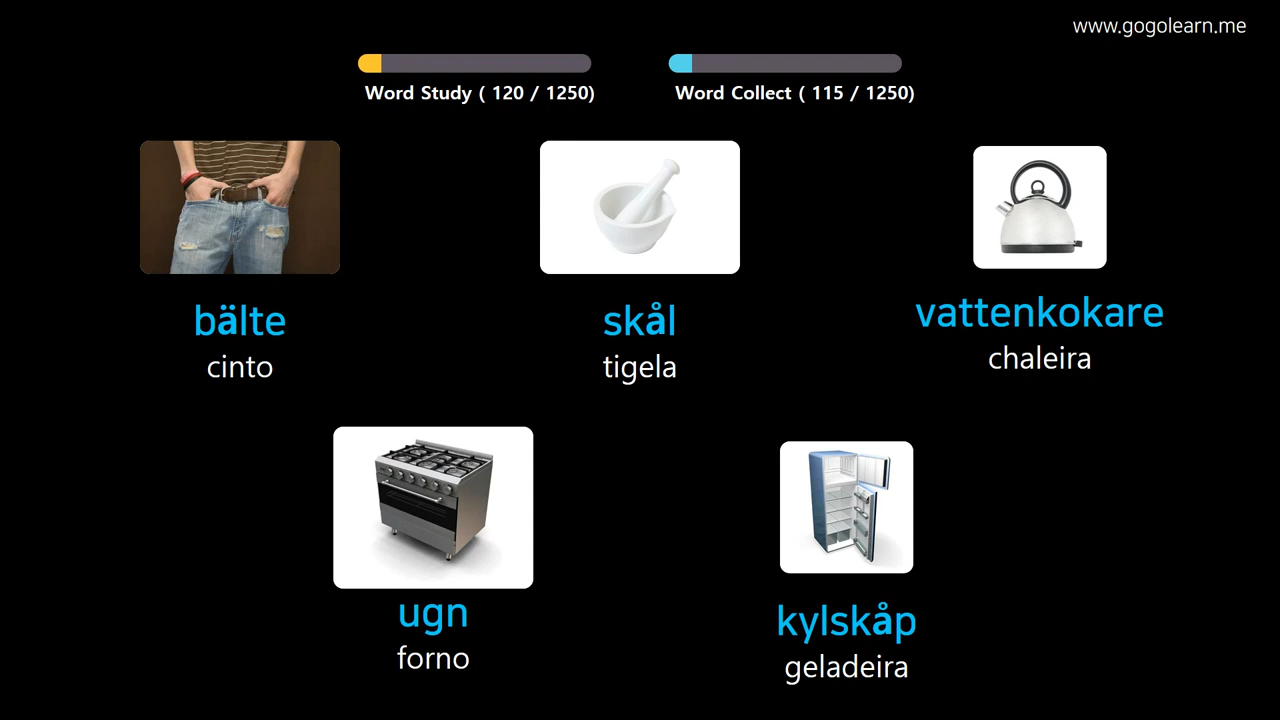 www.gogolearn.me
Word Study ( 120 / 1250)
Word Collect ( 115 / 1250)
bälte
cinto
skål
tigela
vattenkokare
chaleira
ugn
forno
kylskåp
geladeira